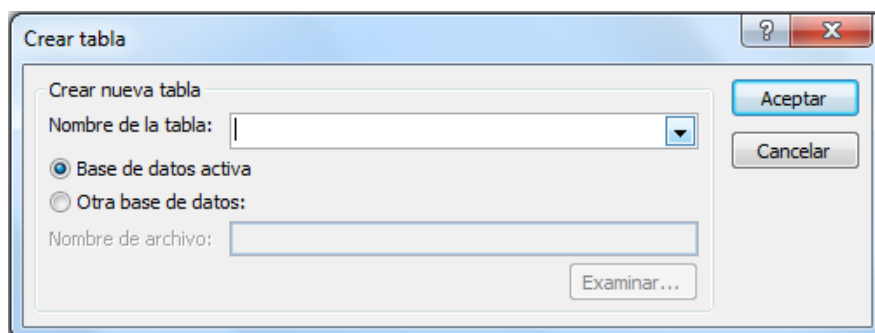 Crear tabla
Crear nueva tabla
Nombre de la tabla:
Base de datos activa
Otra base de datos:
Nombre de archivo:
Examinar...
Aceptar
Cancelar